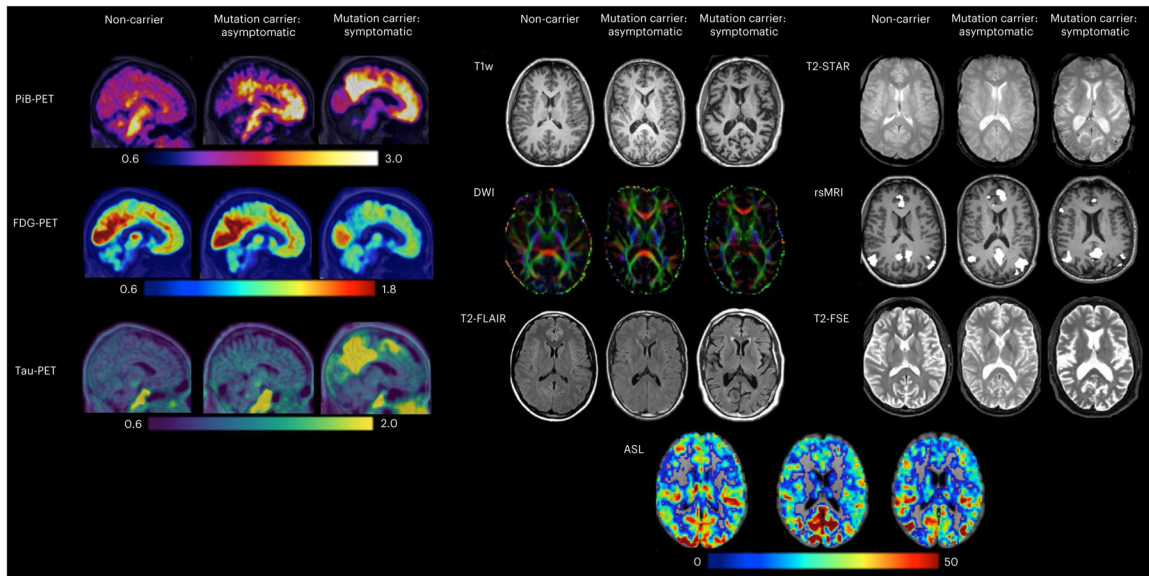 Non-carrier
Mutation carrier:
asymptomatic
Mutation carrier:
symptomatic
PiB-PET
0.6
3.0
FDG-PET
0.6
1.8
Tau-PET
0.6
2.0
Non-carrier
Mutation carrier:
asymptomatic
Mutation carrier:
symptomatic
T1w
DWI
T2-FLAIR
Non-carrier
Mutation carrier:
asymptomatic
Mutation carrier:
symptomatic
T2-STAR
rsMRI
T2-FSE
ASL
0
50